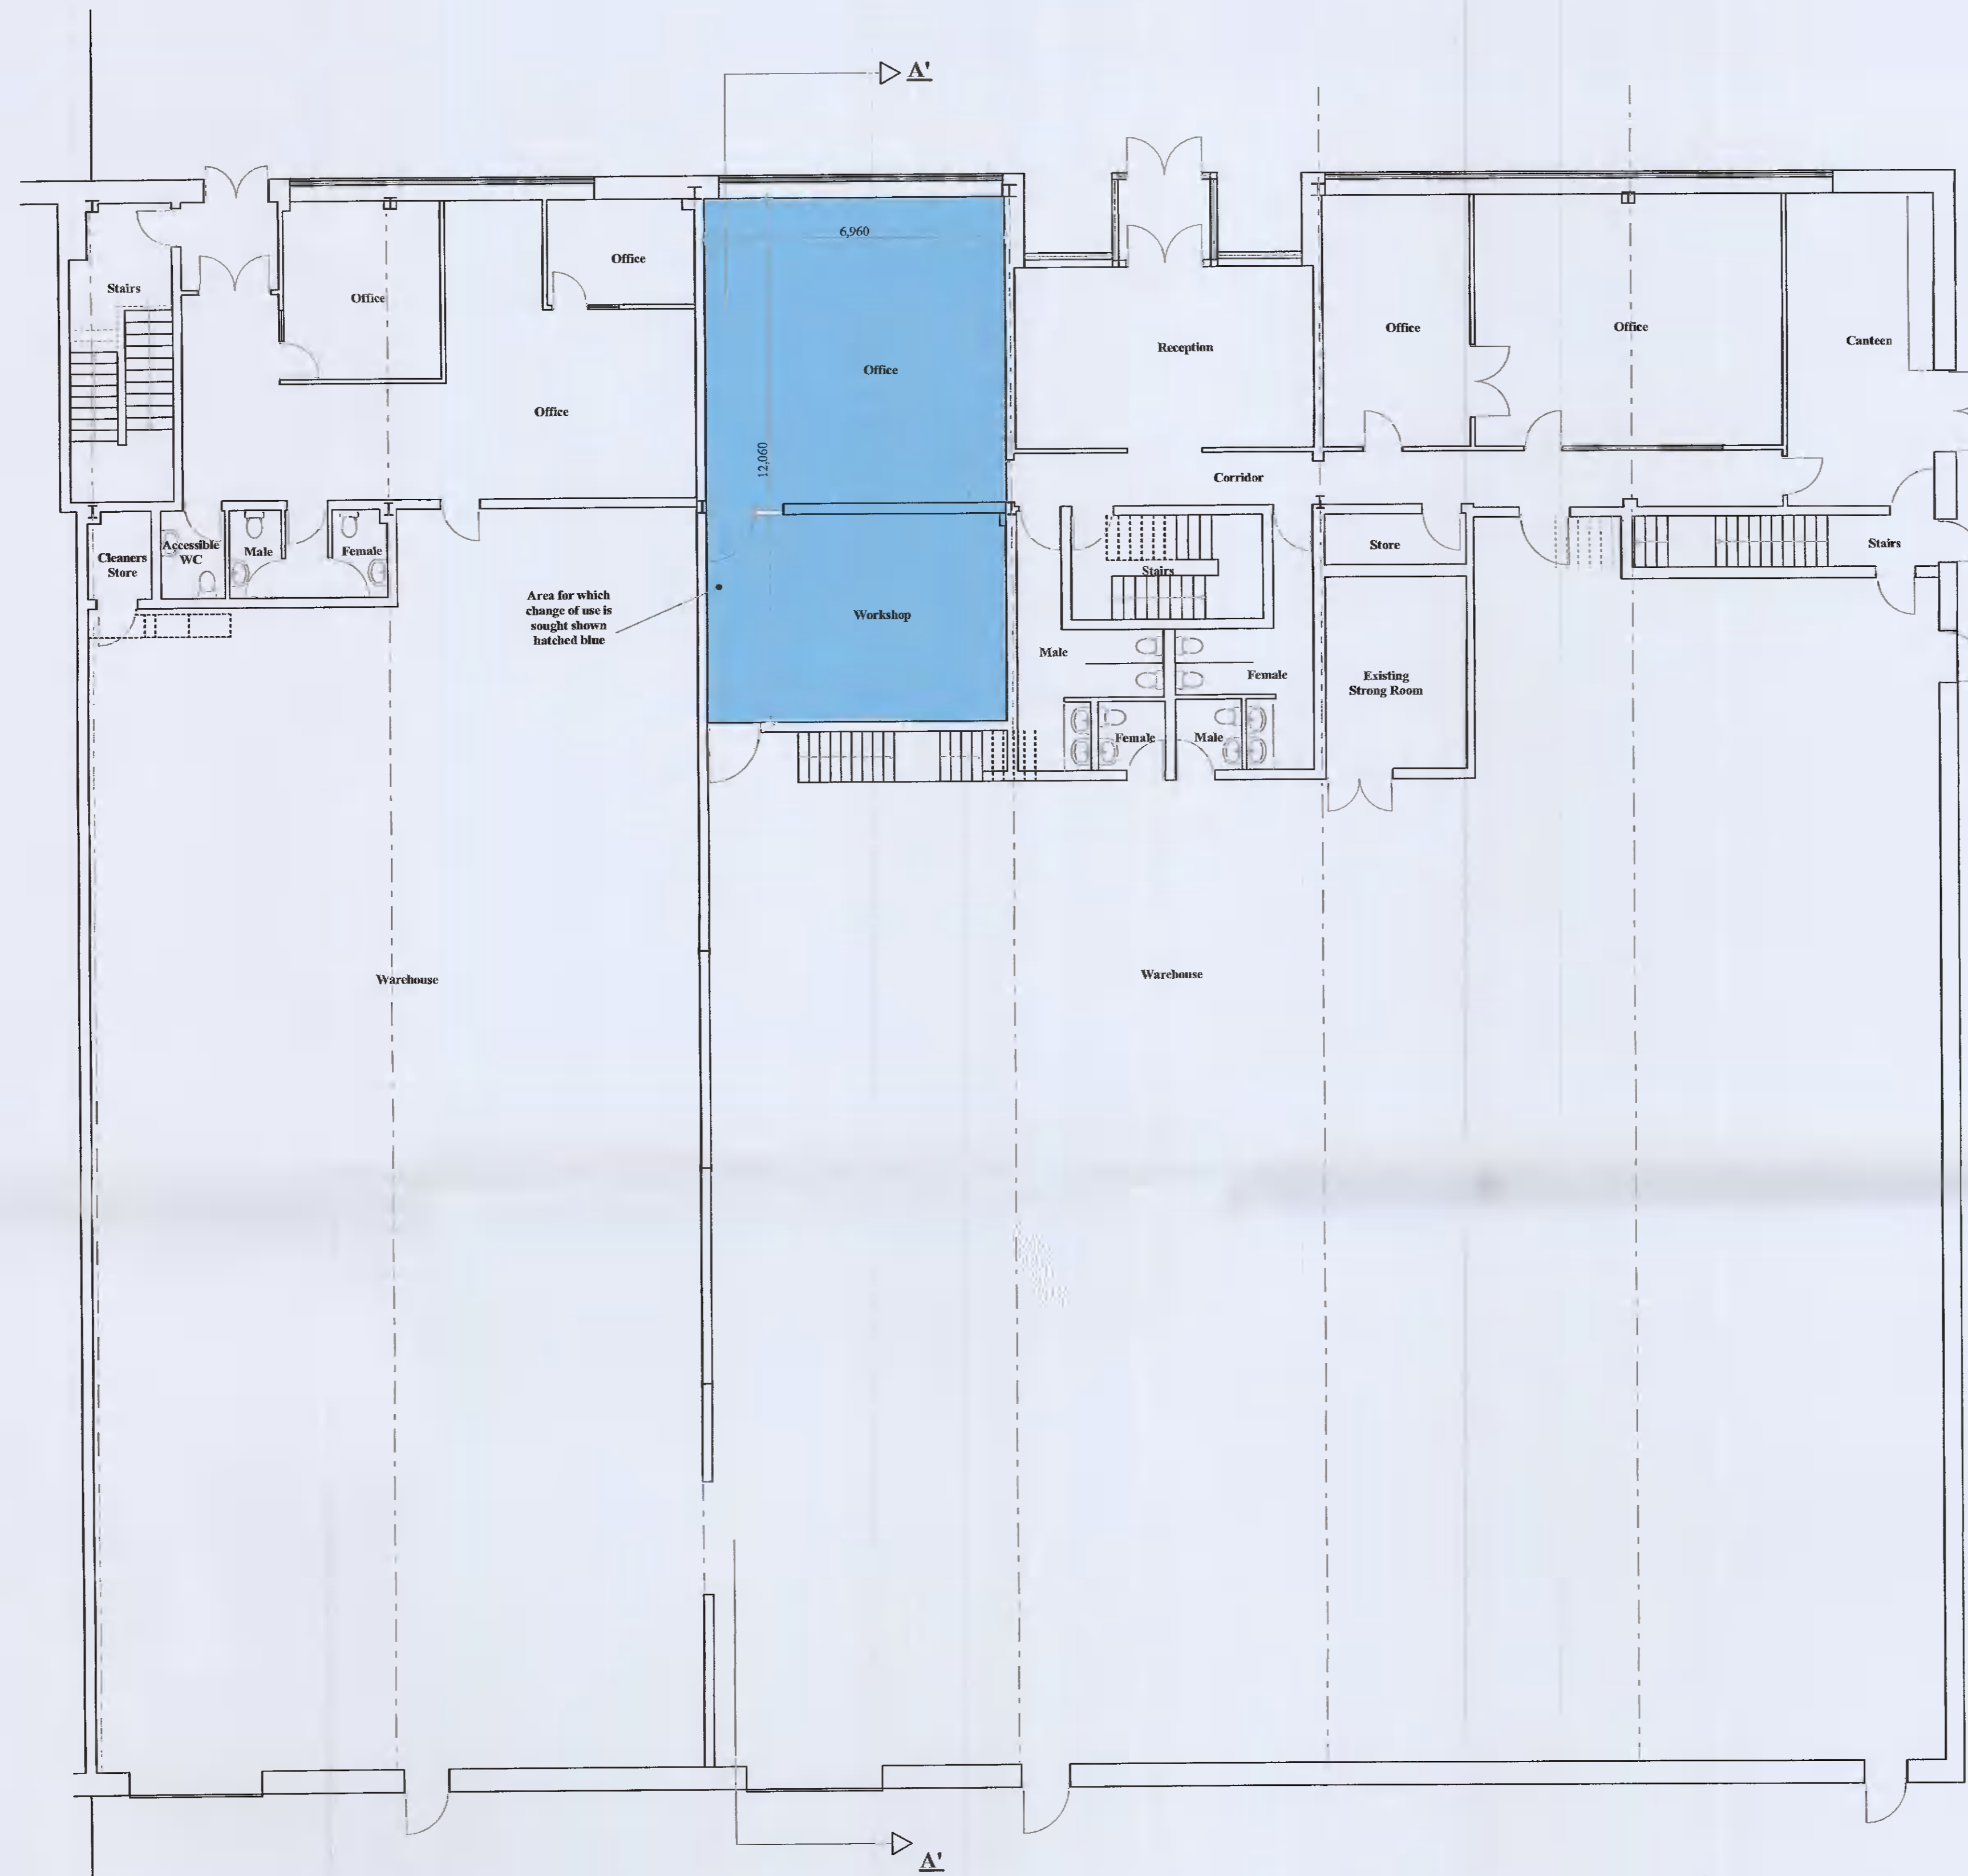 A'
6,960
Office
Stairs
Office
Office
Office
Reception
Office
Office
Canteen
Office
12,060
Corridor
Cleaners
Store
Accessible
WC
Male
Female
Store
Stairs
Stairs
Area for which
change of use is
sought shown
hatched blue
Workshop
Male
Female
Existing
Strong Room
Female
Male
Warehouse
Warehouse
A'